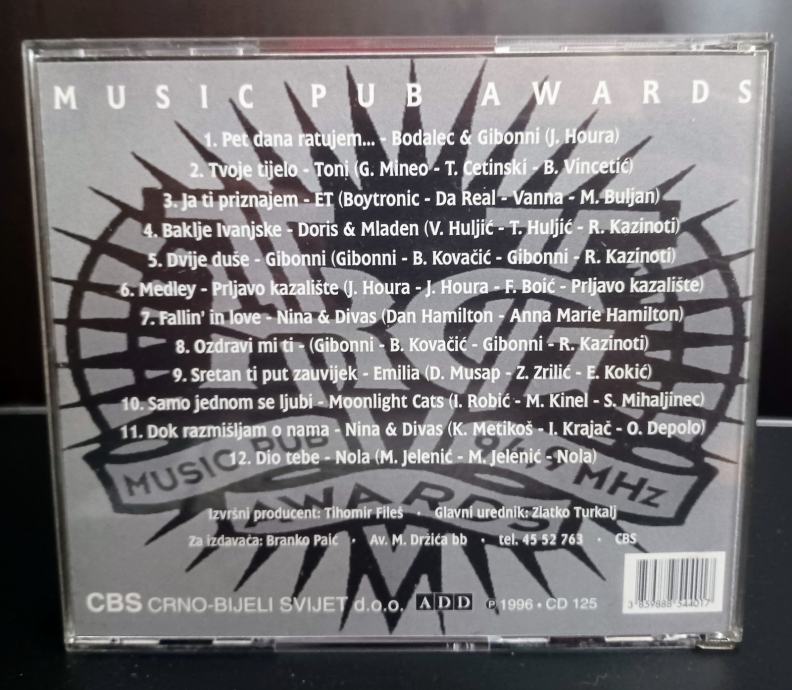 MUSIC PUB AWARDS
1. Pet dana ratujem... - Bodalec & Gibonni (J. Houra)
2. Tvoje tijelo - Toni (G. Mineo - T. Cetinski - B. Vincetić)
3. Ja ti priznajem - ET (Boytronic - Da Real - Vanna - M. Buljan)
4. Baklje Ivanjske - Doris & Mladen (V. Huljić - T. Huljić - R. Kazinoti)
5. Dvije duše - Gibonni (Gibonni - B. Kovačić - Gibonni - R. Kazinoti)
6. Medley - Prljavo kazalište (J. Houra - J. Houra - F. Boić - Prljavo kazalište)
7. Fallin' in love - Nina & Divas (Dan Hamilton - Anna Marie Hamilton)
8. Ozdravi mi ti - (Gibonni - B. Kovačić - Gibonni - R. Kazinoti)
9. Sretan ti put zauvijek - Emilia (D. Musap - Z. Zrilić - E. Kokić)
10. Samo jednom se ljubi - Moonlight Cats (I. Robić - M. Kinel - S. Mihaljinec)
11. Dok razmišljam o nama - Nina & Divas (K. Metikoš - I. Krajač - O. Depolo)
12. Dio tebe - Nola (M. Jelenić - M. Jelenić - Nola)
MUSIC PUB MHz
AWARDS
Izvršni producent: Tihomir Fileš • Glavni urednik: Zlatko Turkalj
Za izdavača: Branko Paić • Av. M. Držića bb • tel. 45 52 763 • CBS
CBS CRNO-BIJELI SVIJET d.o.o. ADD ℗ 1996 • CD 125
3 859888 544017